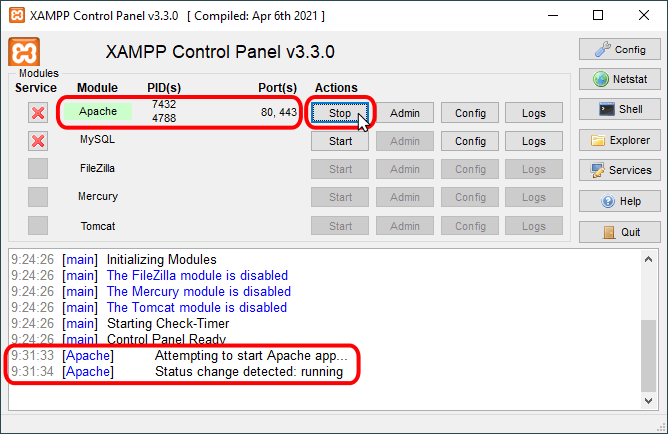 XAMPP Control Panel v3.3.0 [ Compiled: Apr 6th 2021 ]
XAMPP Control Panel v3.3.0
Config
Modules
Service Module PID(s) Port(s) Actions
Netstat
Apache 7432 4788 80, 443 Stop Admin Config Logs
Shell
MySQL Start Admin Config Logs
Explorer
FileZilla Start Admin Config Logs
Services
Mercury Start Admin Config Logs
Help
Tomcat Start Admin Config Logs
Quit
9:24:26 [main] Initializing Modules
9:24:26 [main] The FileZilla module is disabled
9:24:26 [main] The Mercury module is disabled
9:24:26 [main] The Tomcat module is disabled
9:24:26 [main] Starting Check-Timer
9:24:26 [main] Control Panel Ready
9:31:33 [Apache] Attempting to start Apache app...
9:31:34 [Apache] Status change detected: running